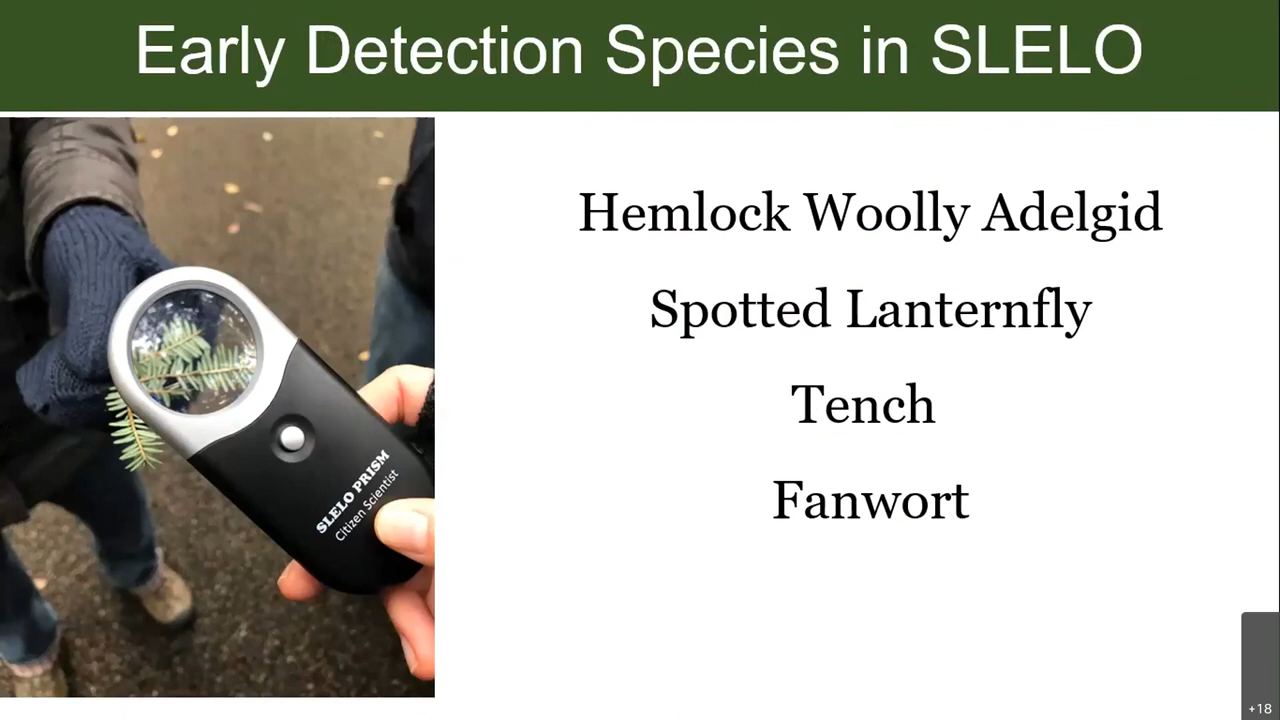 Early Detection Species in SLELO
Hemlock Woolly Adelgid
Spotted Lanternfly
Tench
Fanwort
SLELO PRISM
Citizen Scientist
+18